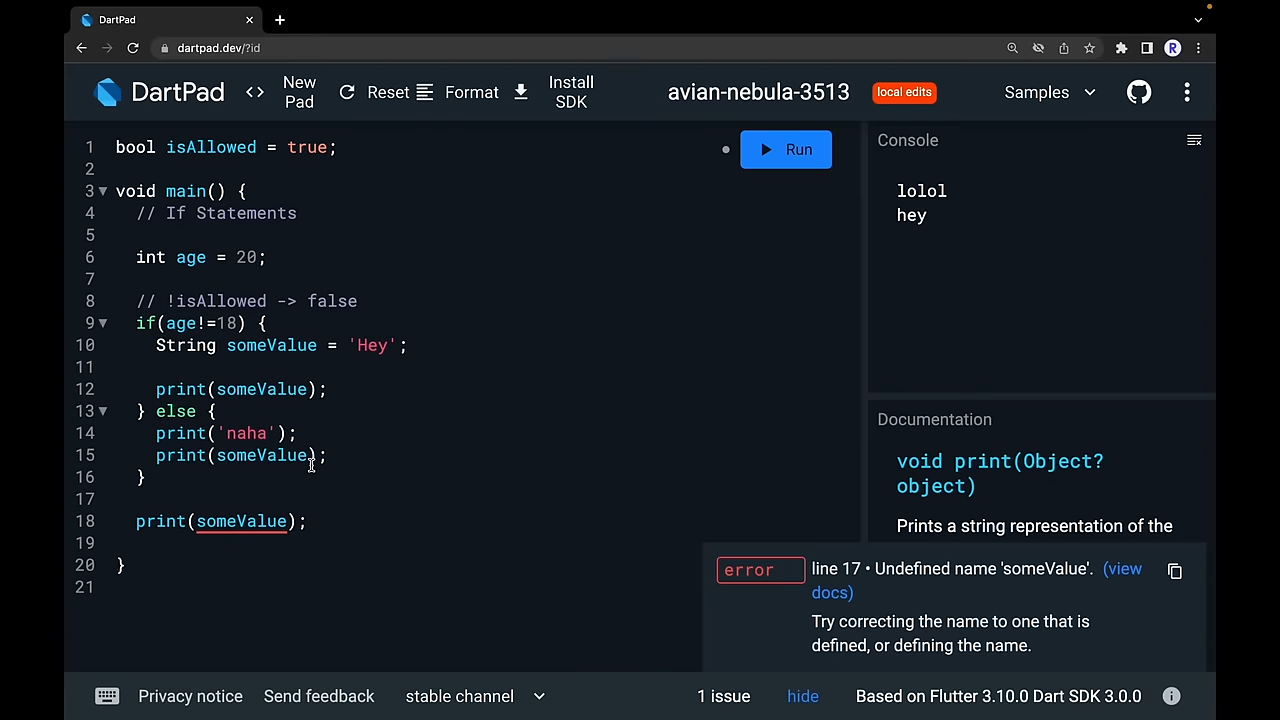 DartPad
dartpad.dev/?id
R
DartPad
<>
New Pad
Reset
Format
Install SDK
avian-nebula-3513
local edits
Samples
1 bool isAllowed = true;
2
3 void main() {
4 // If Statements
5
6 int age = 20;
7
8 // !isAllowed -> false
9 if(age!=18) {
10 String someValue = 'Hey';
11
12 print(someValue);
13 } else {
14 print('naha');
15 print(someValue);
16 }
17
18 print(someValue);
19
20 }
21
Run
Console
lolol
hey
Documentation
void print(Object?
object)
Prints a string representation of the
error
line 17 • Undefined name 'someValue'. (view
docs)
Try correcting the name to one that is
defined, or defining the name.
Privacy notice
Send feedback
stable channel
1 issue
hide
Based on Flutter 3.10.0 Dart SDK 3.0.0